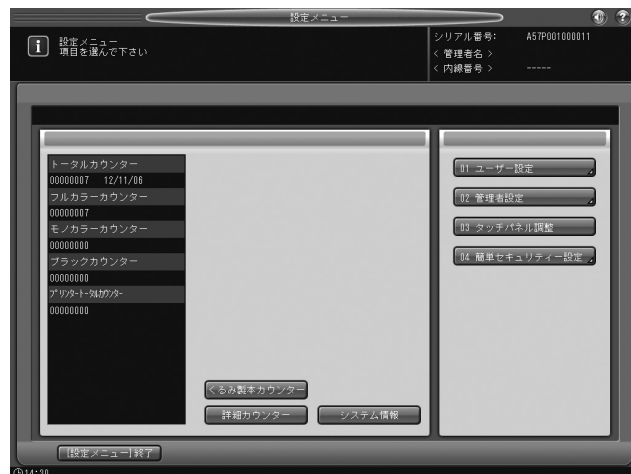 設定メニュー
設定メニュー
項目を選んで下さい
シリアル番号: A57P001000011
< 管理者名 >
< 内線番号 > -----
トータルカウンター
00000007 12/11/06
フルカラーカウンター
00000007
モノカラーカウンター
00000000
ブラックカウンター
00000000
プリンタートータルカウンター
00000000
くるみ製本カウンター
詳細カウンター
システム情報
01 ユーザー設定
02 管理者設定
03 タッチパネル調整
04 簡単セキュリティー設定
[設定メニュー]終了
14:20